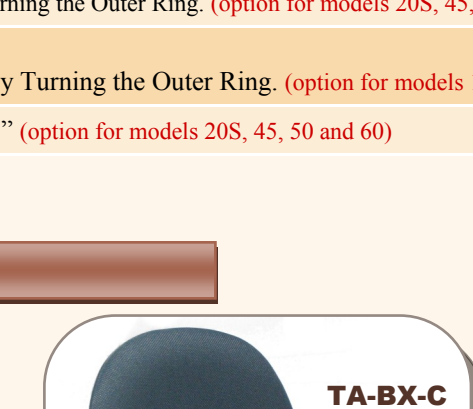 the Outer Ring. (option for models 20S, 45,
Turning the Outer Ring. (option for models
” (option for models 20S, 45, 50 and 60)
TA-BX-C